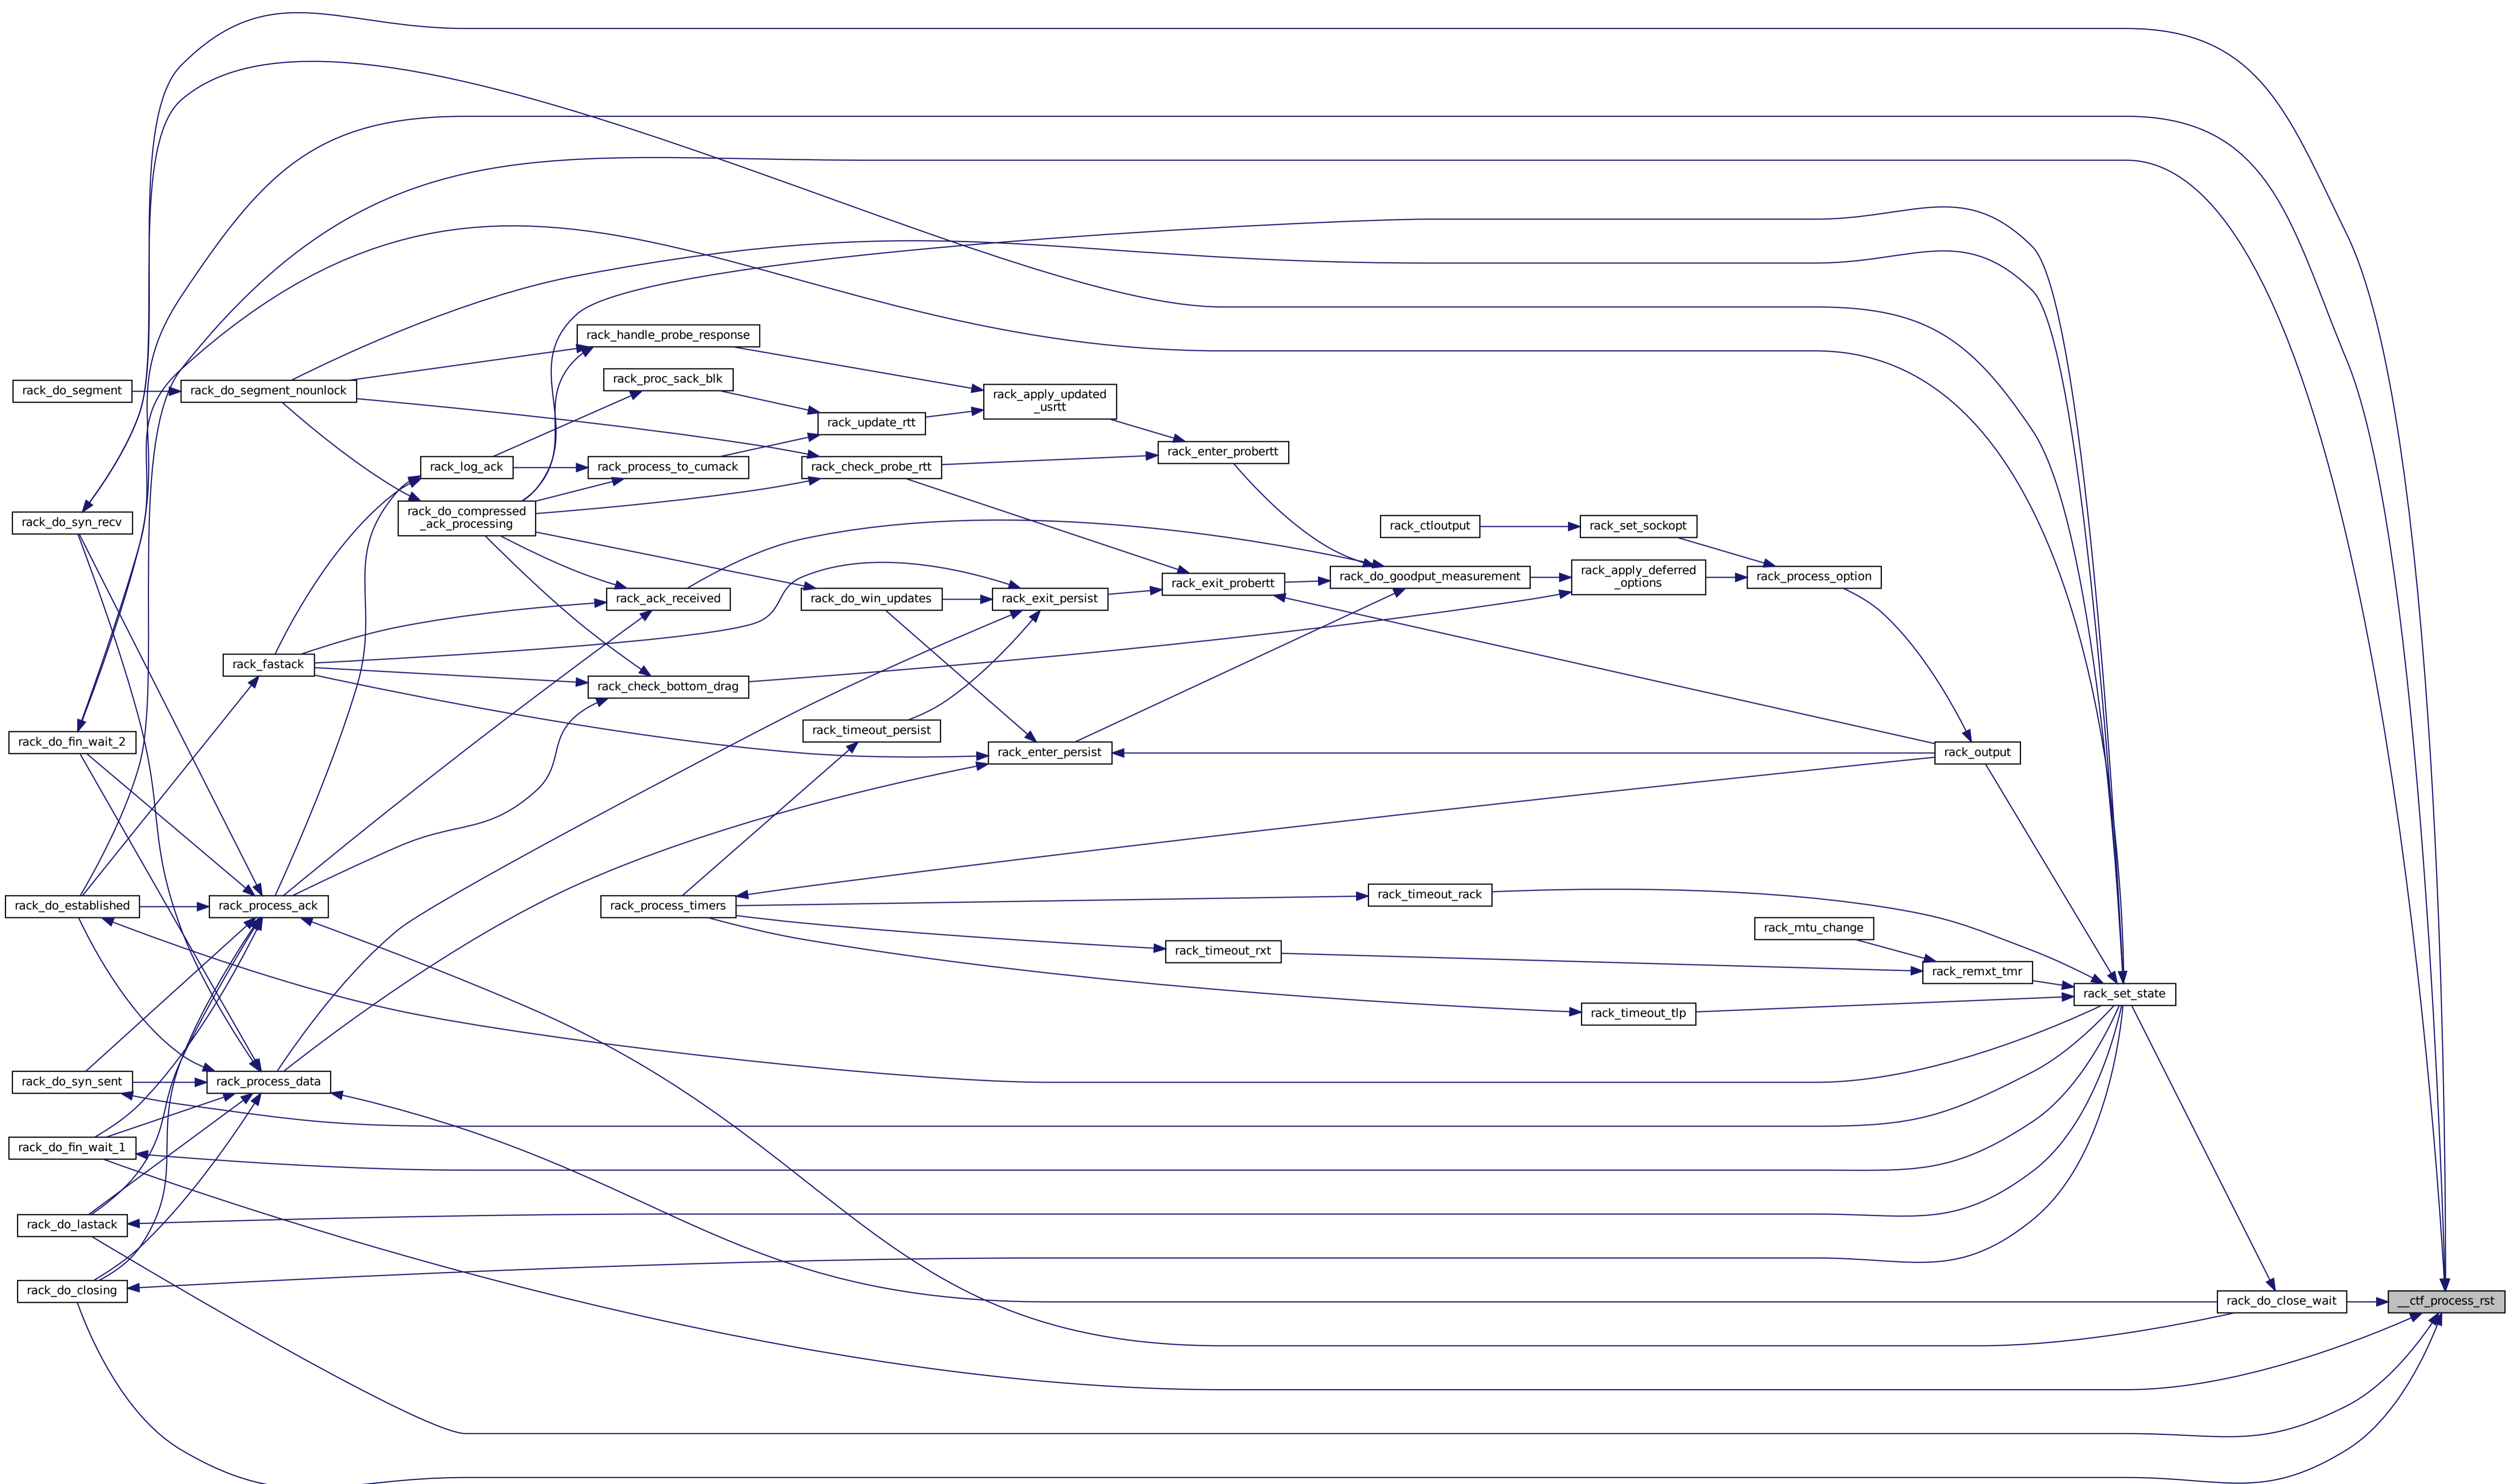 rack_handle_probe_response
rack_proc_sack_blk
rack_do_segment
rack_do_segment_nounlock
rack_apply_updated
_usrtt
rack_update_rtt
rack_enter_probertt
rack_log_ack
rack_process_to_cumack
rack_check_probe_rtt
rack_do_syn_recv
rack_do_compressed
_ack_processing
rack_ctloutput
rack_set_sockopt
rack_ack_received
rack_do_win_updates
rack_exit_persist
rack_exit_probertt
rack_do_goodput_measurement
rack_apply_deferred
_options
rack_process_option
rack_fastack
rack_check_bottom_drag
rack_do_fin_wait_2
rack_timeout_persist
rack_enter_persist
rack_output
rack_do_established
rack_process_ack
rack_process_timers
rack_timeout_rack
rack_mtu_change
rack_timeout_rxt
rack_remxt_tmr
rack_set_state
rack_timeout_tlp
rack_do_syn_sent
rack_process_data
rack_do_fin_wait_1
rack_do_lastack
rack_do_closing
rack_do_close_wait
__ctf_process_rst